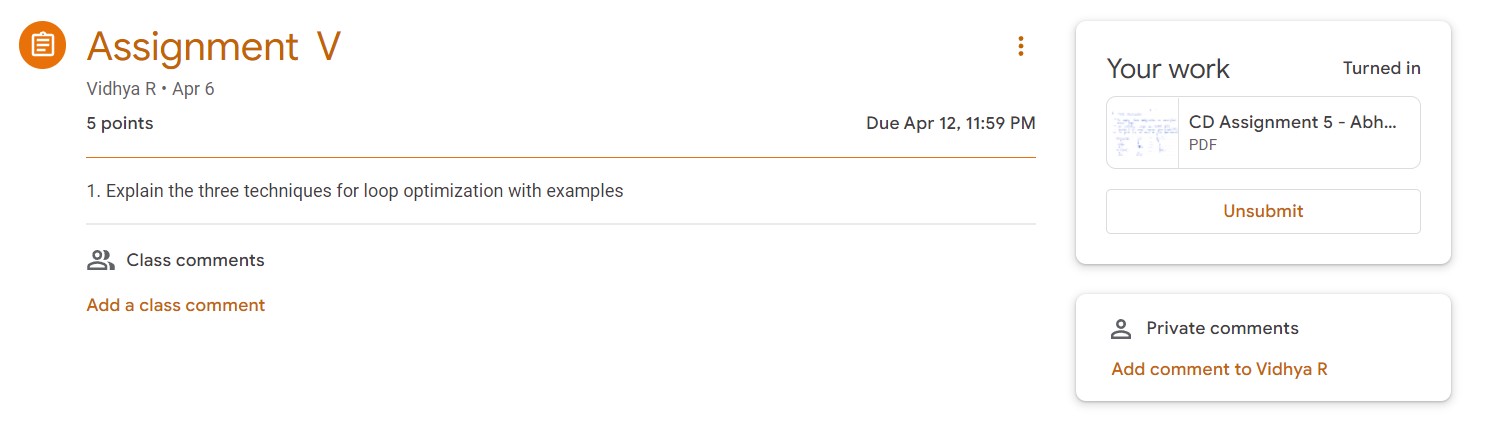 Assignment V
Vidhya R • Apr 6
5 points
Due Apr 12, 11:59 PM
1. Explain the three techniques for loop optimization with examples
Class comments
Add a class comment
Your work
Turned in
CD Assignment 5 - Abh...
PDF
Unsubmit
Private comments
Add comment to Vidhya R